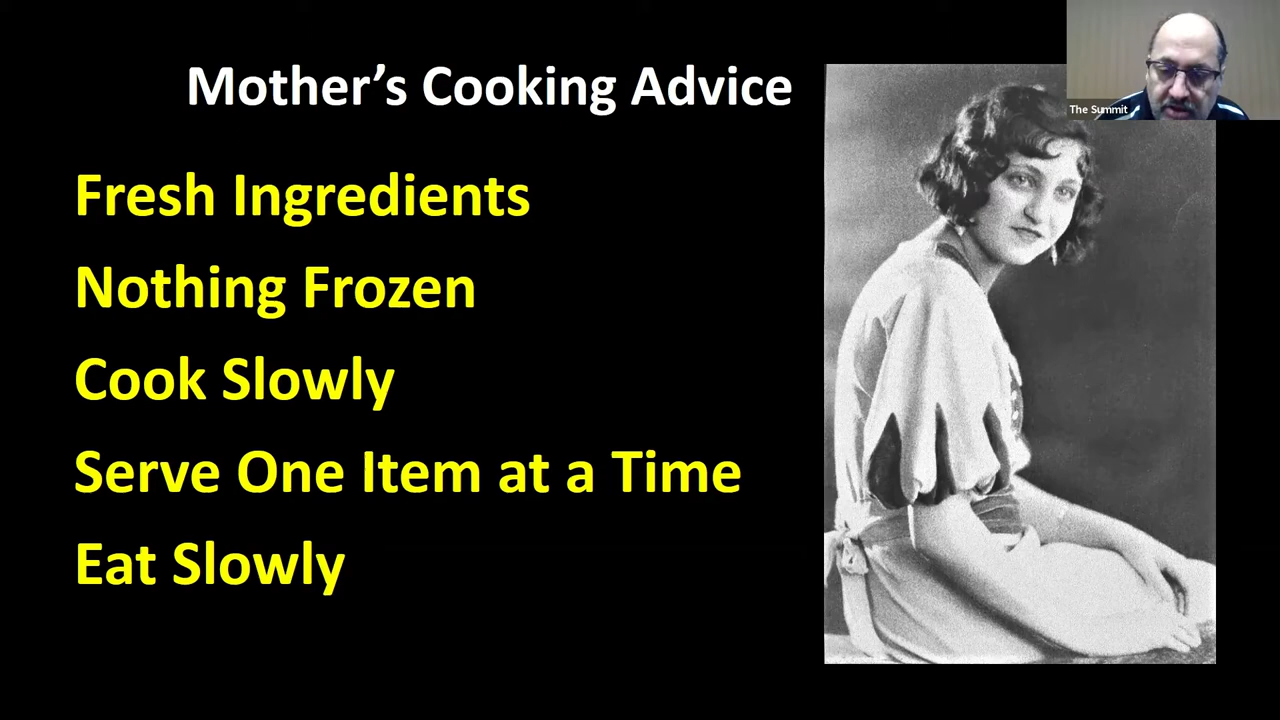 Mother’s Cooking Advice
The Summit
Fresh Ingredients
Nothing Frozen
Cook Slowly
Serve One Item at a Time
Eat Slowly